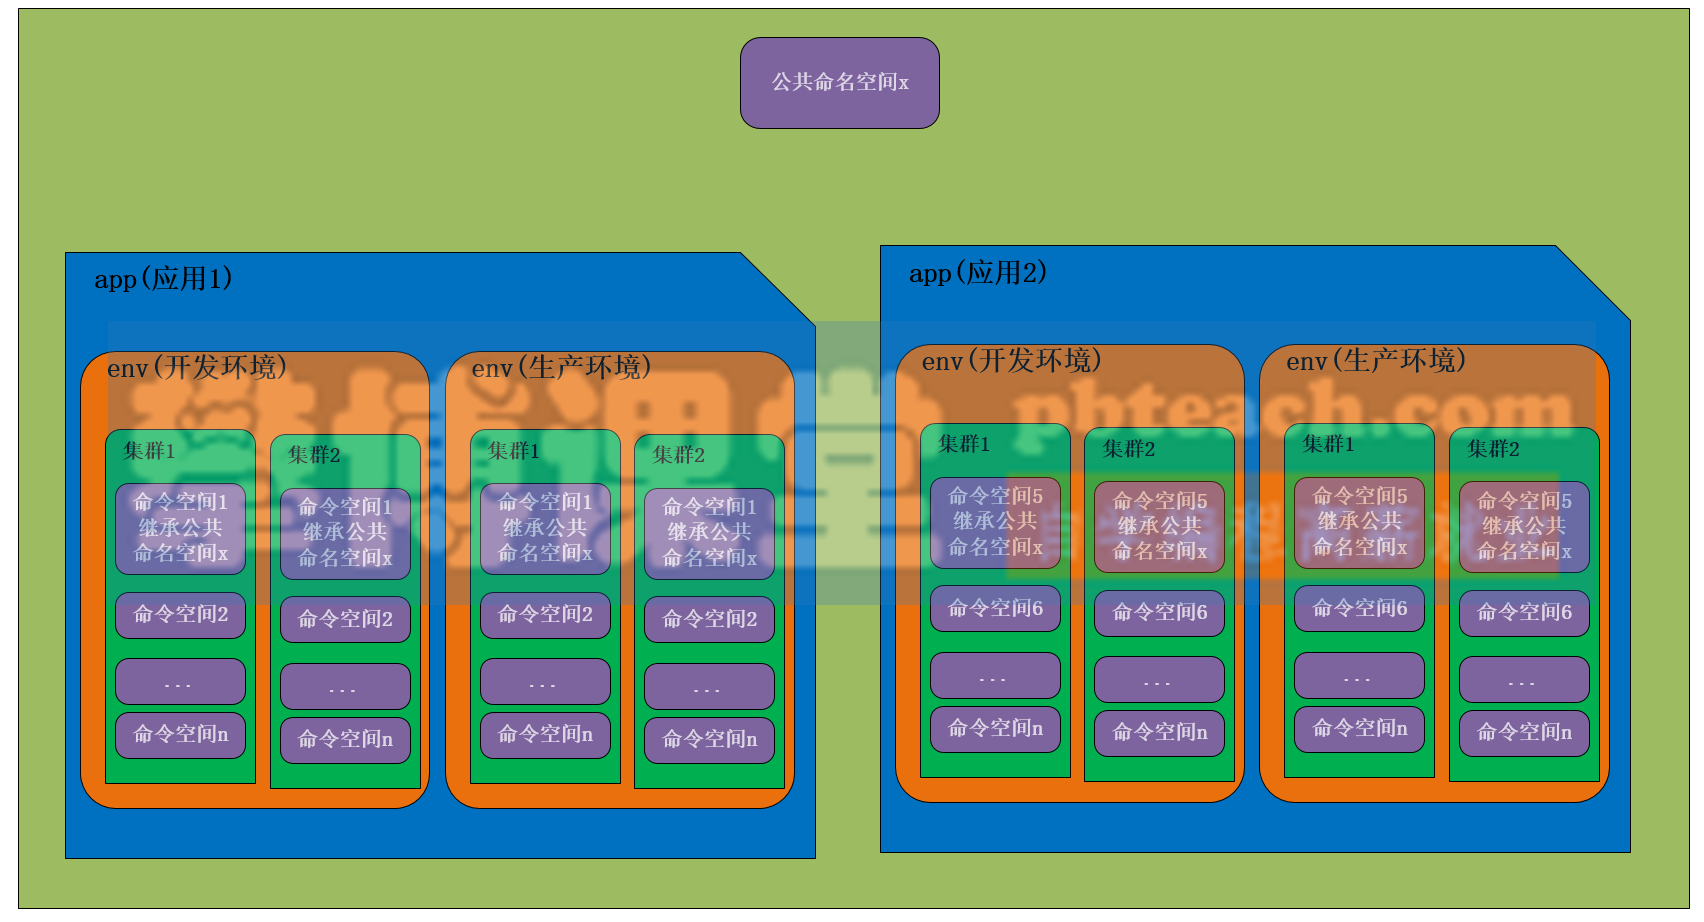 公共命名空间x
app(应用1)
env(开发环境)
集群1
命令空间1
继承公共
命名空间x
命令空间2
...
命令空间n
集群2
命令空间1
继承公共
命名空间x
命令空间2
...
命令空间n
env(生产环境)
集群1
命令空间1
继承公共
命名空间x
命令空间2
...
命令空间n
集群2
命令空间1
继承公共
命名空间x
命令空间2
...
命令空间n
app(应用2)
env(开发环境)
集群1
命令空间5
继承公共
命名空间x
命令空间6
...
命令空间n
集群2
命令空间5
继承公共
命名空间x
命令空间6
...
命令空间n
env(生产环境)
集群1
命令空间5
继承公共
命名空间x
命令空间6
...
命令空间n
集群2
命令空间5
继承公共
命名空间x
命令空间6
...
命令空间n
博课堂
pbteach.com